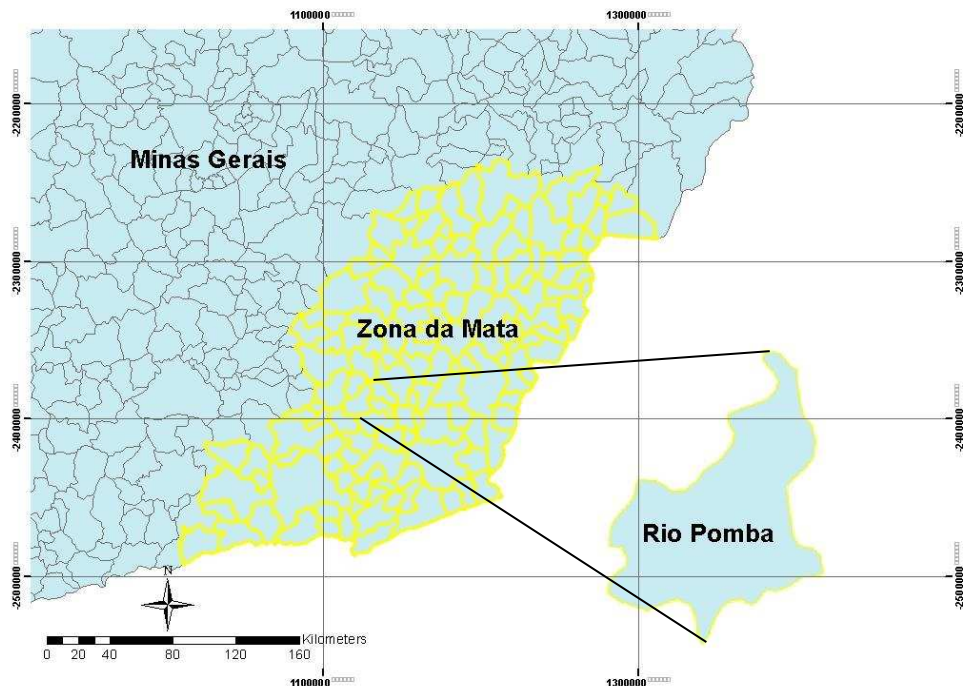 1100000 1300000
-2200000 -2200000
Minas Gerais
-2300000 -2300000
Zona da Mata
-2400000 -2400000
Rio Pomba
-2500000 -2500000
N
Kilometers
0 20 40 80 120 160
1100000 1300000